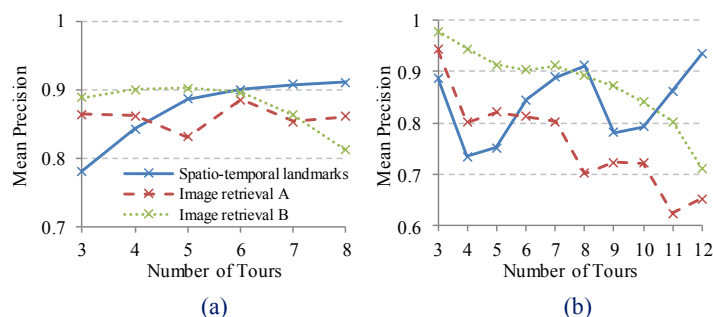 1
0.9
0.8
0.7
Mean Precision
Spatio-temporal landmarks
Image retrieval A
Image retrieval B
3 4 5 6 7 8
Number of Tours
(a)
1
0.9
0.8
0.7
0.6
Mean Precision
3 4 5 6 7 8 9 10 11 12
Number of Tours
(b)